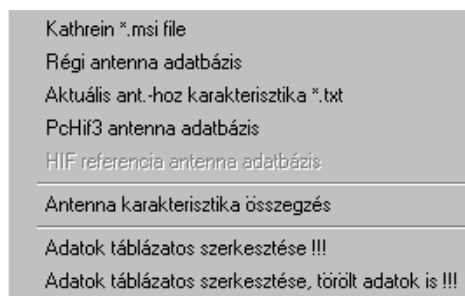 Kathrein *.msi file
Régi antenna adatbázis
Aktuális ant.-hoz karakterisztika *.txt
PcHif3 antenna adatbázis
HIF referencia antenna adatbázis
Antenna karakterisztika összegzés
Adatok táblázatos szerkesztése !!!
Adatok táblázatos szerkesztése, törölt adatok is !!!